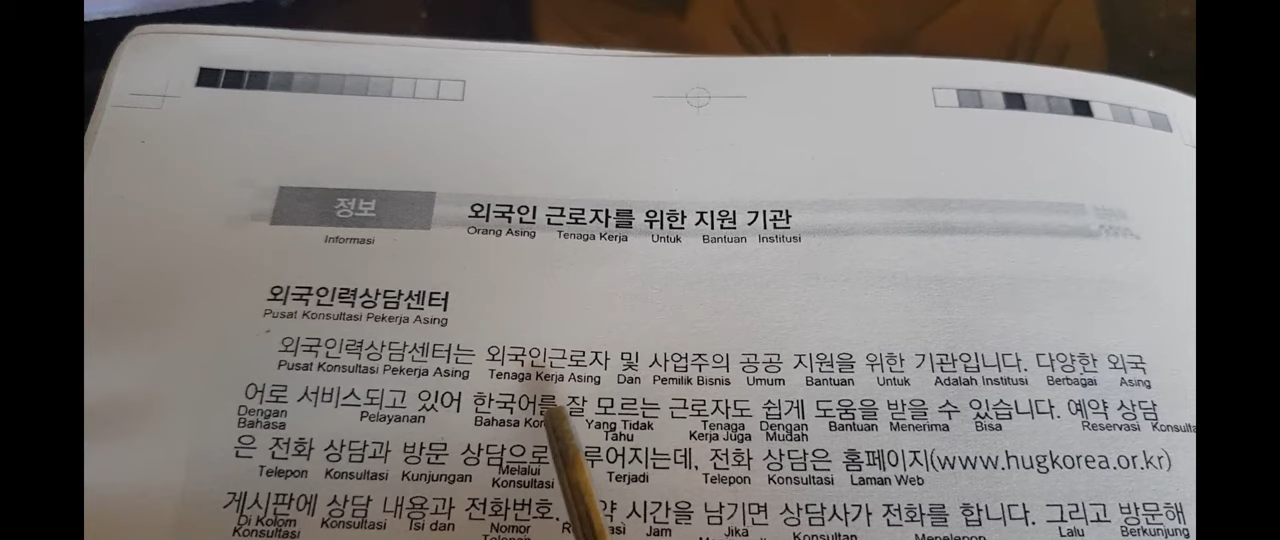 정보 외국인 근로자를 위한 지원 기관
Informasi Orang Asing Tenaga Kerja Untuk Bantuan Institusi
외국인력상담센터
Pusat Konsultasi Pekerja Asing
외국인력상담센터는 외국인근로자 및 사업주의 공공 지원을 위한 기관입니다. 다양한 외국
Pusat Konsultasi Pekerja Asing Tenaga Kerja Asing Dan Pemilik Bisnis Umum Bantuan Untuk Adalah Institusi Berbagai Asing
어로 서비스되고 있어 한국어를 잘 모르는 근로자도 쉽게 도움을 받을 수 있습니다. 예약 상담
Dengan Bahasa Pelayanan Bahasa Yang Tidak Tahu Tenaga Kerja Juga Dengan Mudah Bantuan Menerima Bisa Reservasi
은 전화 상담과 방문 상담으로 전화 상담은 홈페이지(www.hugkorea.or.kr)
Telepon Konsultasi Kunjungan Melalui Konsultasi Terjadi Telepon Konsultasi Laman Web
게시판에 상담 내용과 전화번호, 시간을 남기면 상담사가 전화를 합니다. 그리고 방문해
Di Kolom Konsultasi Konsultasi Isi dan Nomor Jam Jika Konsultan Menelepon Lalu Berkunjung